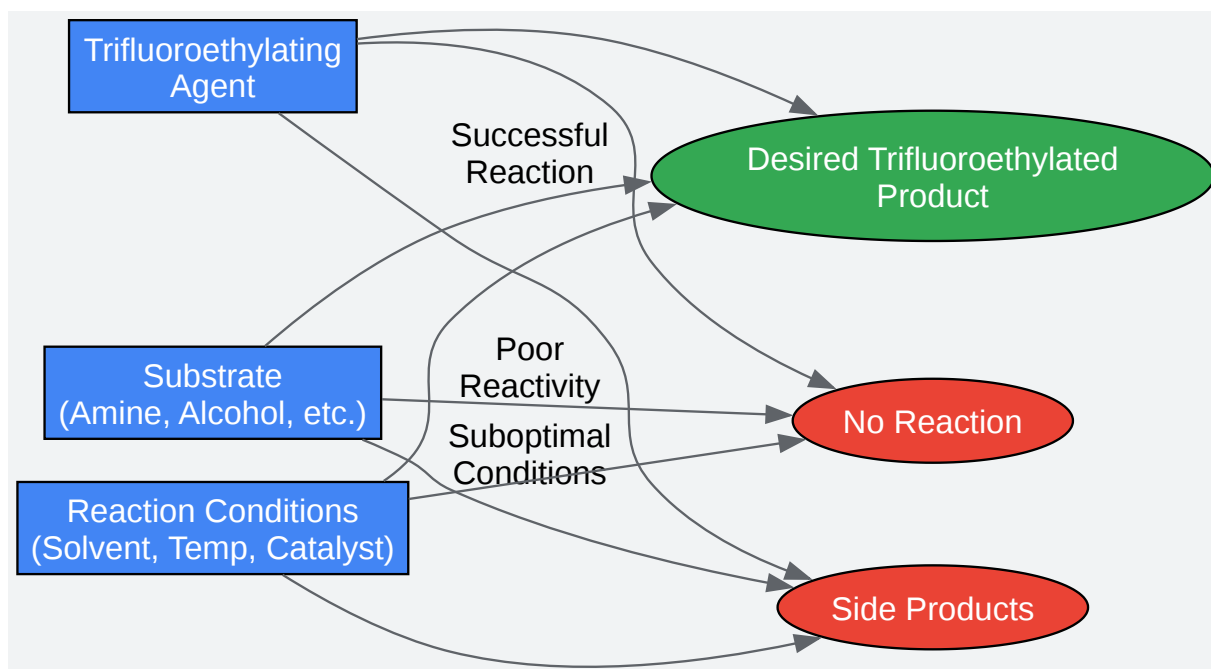 Trifluoroethylating
Agent
Successful
Reaction
Desired Trifluoroethylated
Product
Substrate
(Amine, Alcohol, etc.)
Poor
Reactivity
No Reaction
Suboptimal
Conditions
Reaction Conditions
(Solvent, Temp, Catalyst)
Side Products